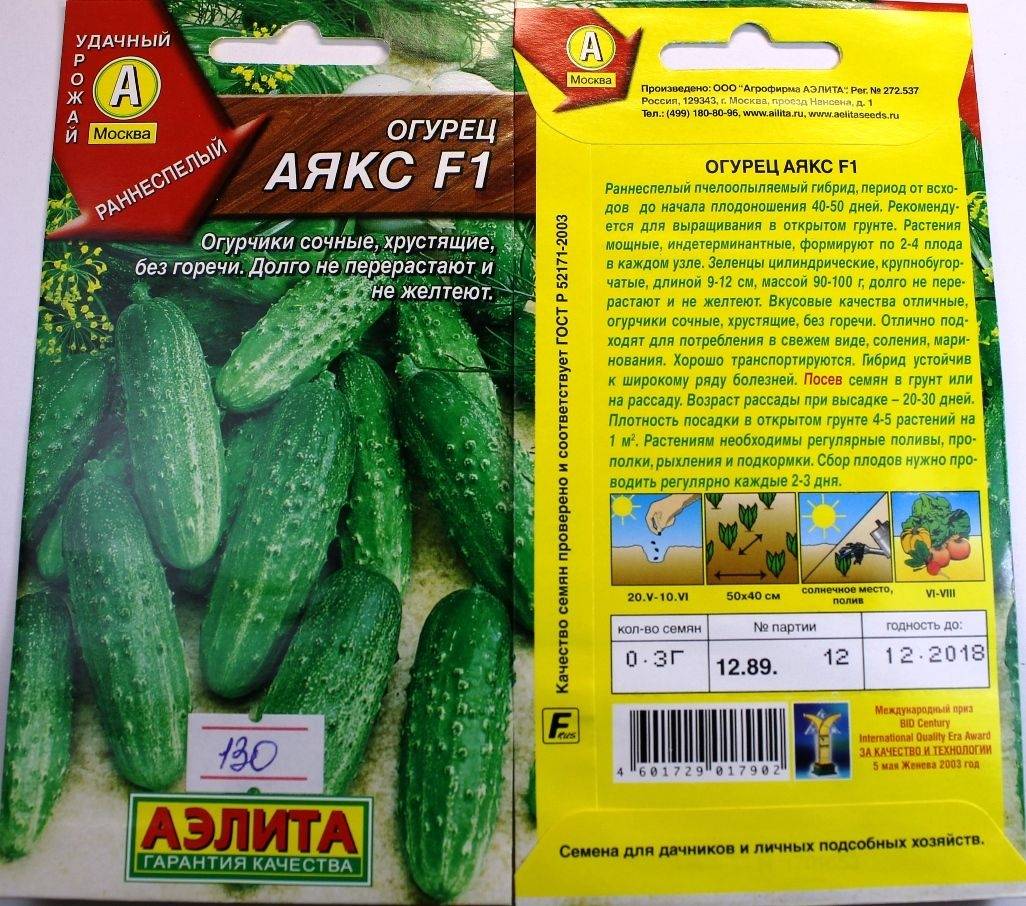 УДАЧНЫЙ
УРОЖАЙ
А
Москва
РАННЕСПЕЛЫЙ
ОГУРЕЦ
АЯКС F1
Огурчики сочные, хрустящие,
без горечи. Долго не перерастают и
не желтеют.
130
АЭЛИТА
ГАРАНТИЯ КАЧЕСТВА
А
Москва
Произведено: ООО "Агрофирма АЭЛИТА". Рег. № 272.537
Россия, 129343, г. Москва, проезд Нансена, д. 1
Тел.: (499) 180-80-96, www.ailita.ru, www.aelitaseeds.ru
ОГУРЕЦ АЯКС F1
Раннеспелый пчелоопыляемый гибрид, период от всхо-
дов до начала плодоношения 40-50 дней. Рекоменду-
ется для выращивания в открытом грунте. Растения
мощные, индетерминантные, формируют по 2-4 плода
в каждом узле. Зеленцы цилиндрические, крупнобугор-
чатые, длиной 9-12 см, массой 90-100 г, долго не пере-
растают и не желтеют. Вкусовые качества отличные,
огурчики сочные, хрустящие, без горечи. Отлично под-
ходят для потребления в свежем виде, соления, мари-
нования. Хорошо транспортируются. Гибрид устойчив
к широкому ряду болезней. Посев семян в грунт или
на рассаду. Возраст рассады при высадке – 20-30 дней.
Плотность посадки в открытом грунте 4-5 растений на
1 м². Растениям необходимы регулярные поливы, про-
полки, рыхления и подкормки. Сбор плодов нужно про-
водить регулярно каждые 2-3 дня.
Качество семян проверено и соответствует ГОСТ Р 52171-2003
20.V-10.VI
50х40 см
солнечное место,
полив
VI-VIII
кол-во семян
№ партии
годность до:
0.3Г
12.89. 12
12.2018
F RUS
4 601729 017902
Международный приз
BID Century
International Quality Era Award
ЗА КАЧЕСТВО И ТЕХНОЛОГИИ
5 мая Женева 2003 год
Семена для дачников и личных подсобных хозяйств.